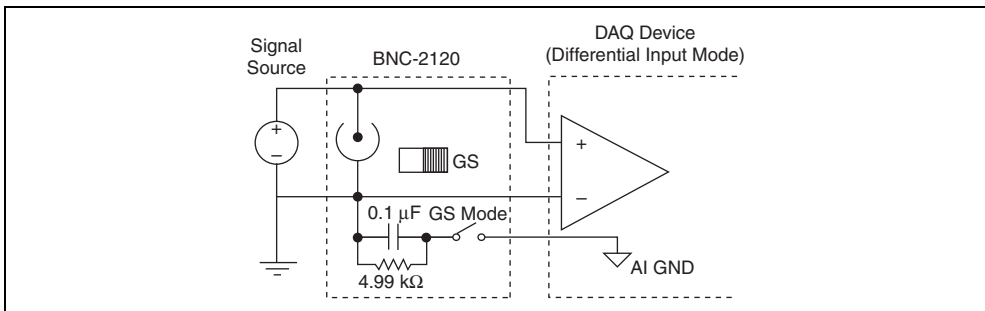 Signal
Source
BNC-2120
DAQ Device
(Differential Input Mode)
+
−
GS
+
−
0.1 µF GS Mode
4.99 kΩ
AI GND